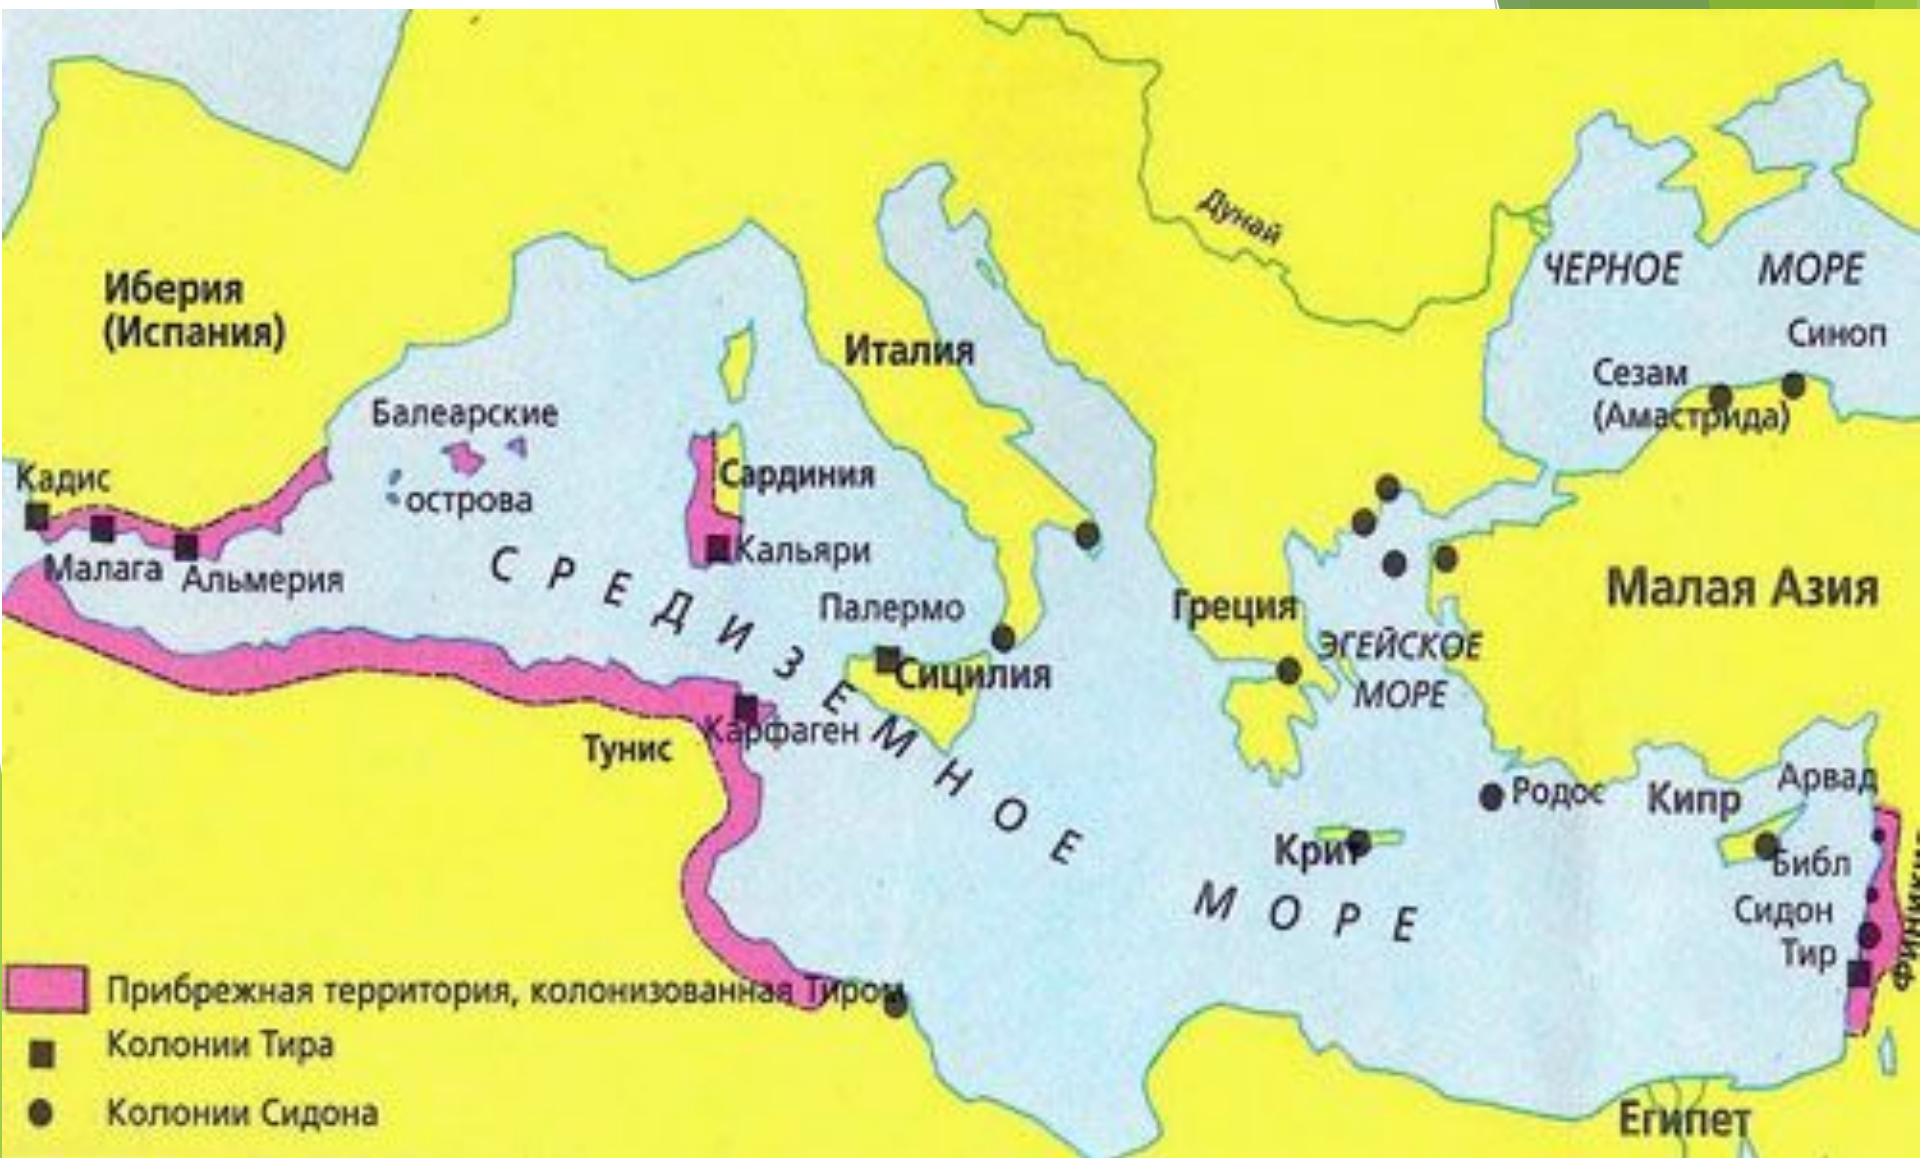 Дунай
ЧЕРНОЕ МОРЕ
Синоп
Сезам
(Амастрида)
Иберия
(Испания)
Италия
Балеарские
острова
Кадис
Малага
Альмерия
Сардиния
Кальяри
СРЕДИЗЕМНОЕ
МОРЕ
Палермо
Сицилия
Карфаген
Тунис
Греция
ЭГЕЙСКОЕ
МОРЕ
Малая Азия
Родос
Крит
Кипр
Арвад
Библ
Сидон
Тир
Финикия
Египет
Прибрежная территория, колонизованная Тиром
Колонии Тира
Колонии Сидона